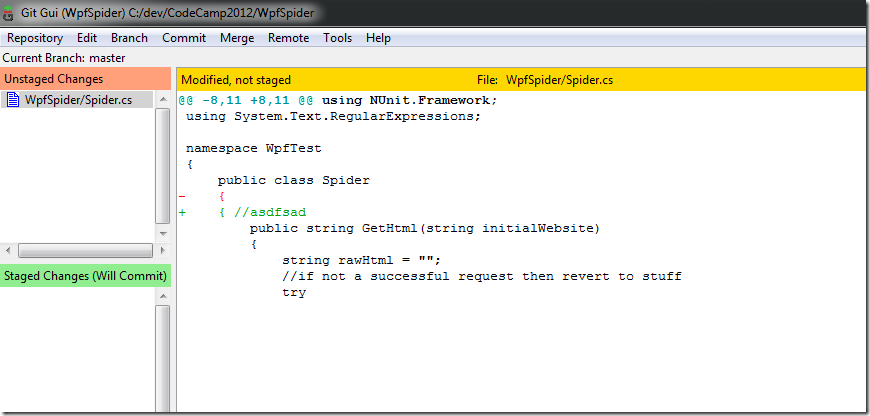 Git Gui (WpfSpider) C:/dev/CodeCamp2012/WpfSpider
Repository Edit Branch Commit Merge Remote Tools Help
Current Branch: master
Unstaged Changes
WpfSpider/Spider.cs
Staged Changes (Will Commit)
Modified, not staged File: WpfSpider/Spider.cs
@@ -8,11 +8,11 @@ using NUnit.Framework;
using System.Text.RegularExpressions;
namespace WpfTest
{
public class Spider
- {
+ { //asdfsad
public string GetHtml(string initialWebsite)
{
string rawHtml = "";
//if not a successful request then revert to stuff
try